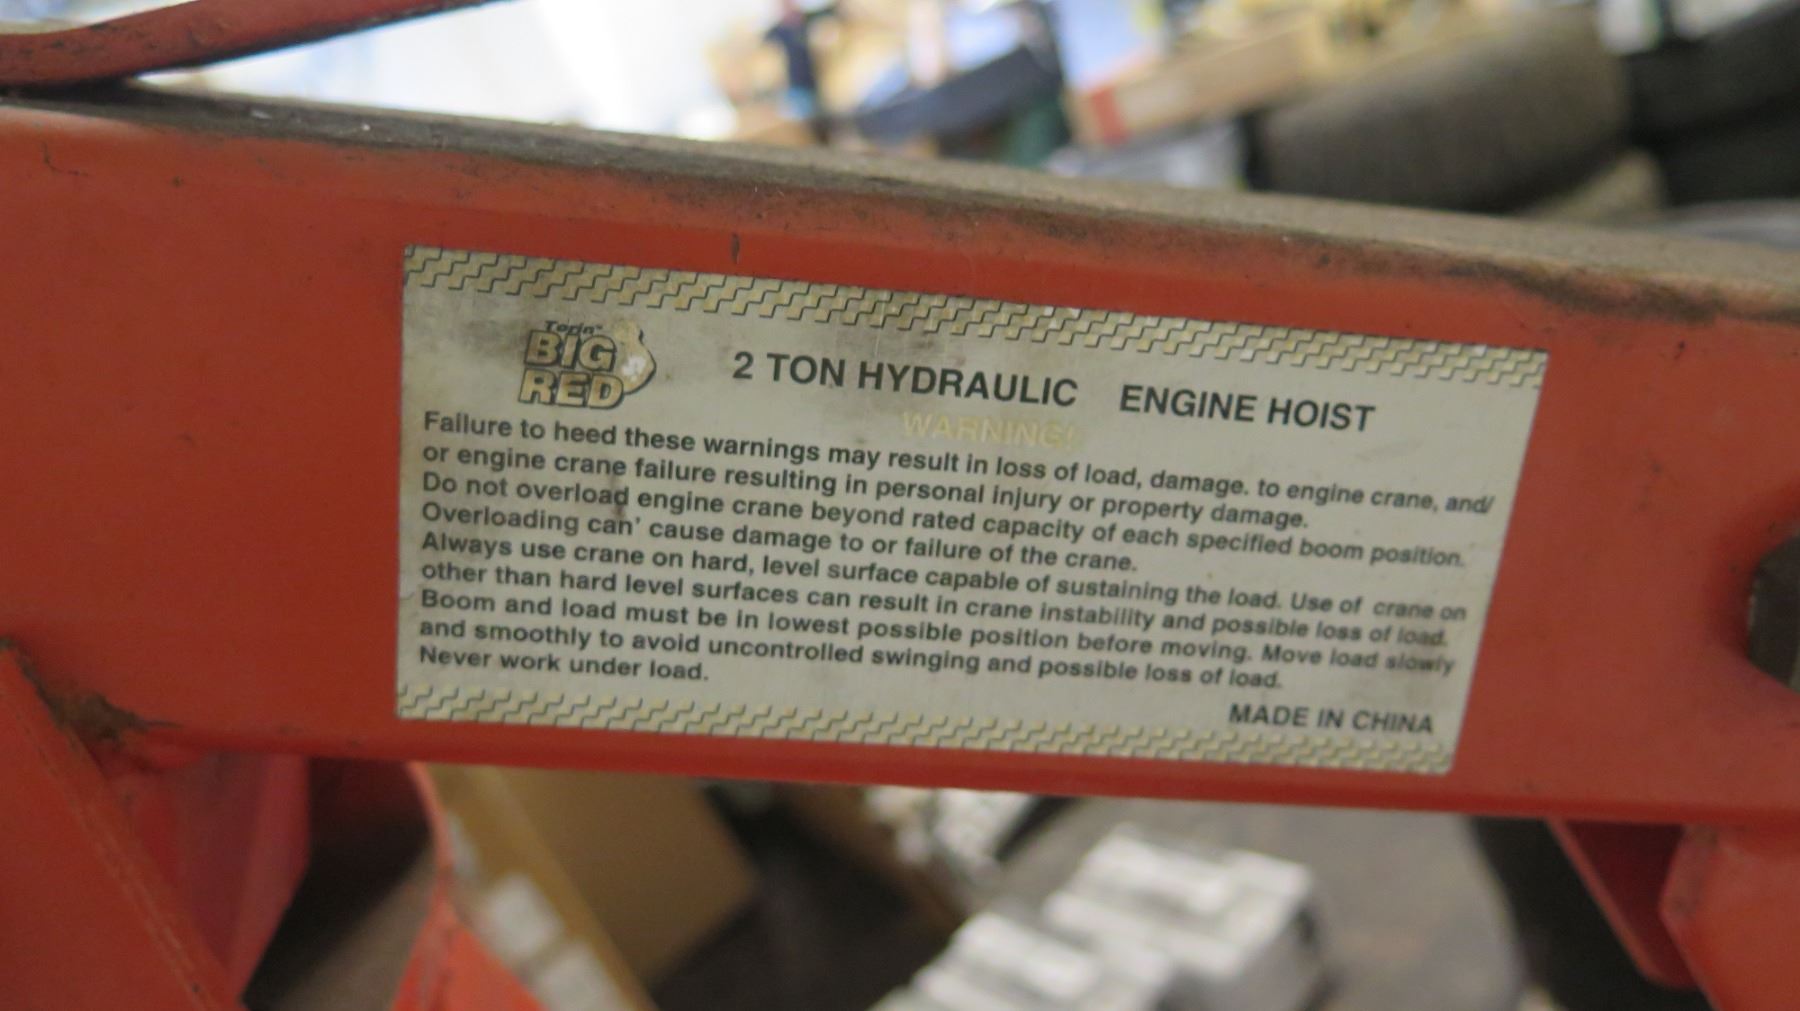 Torin™
BIG
RED
2 TON HYDRAULIC ENGINE HOIST
WARNING!
Failure to heed these warnings may result in loss of load, damage. to engine crane, and/
or engine crane failure resulting in personal injury or property damage.
Do not overload engine crane beyond rated capacity of each specified boom position.
Overloading can' cause damage to or failure of the crane.
Always use crane on hard, level surface capable of sustaining the load. Use of crane on
other than hard level surfaces can result in crane instability and possible loss of load.
Boom and load must be in lowest possible position before moving. Move load slowly
and smoothly to avoid uncontrolled swinging and possible loss of load.
Never work under load.
MADE IN CHINA